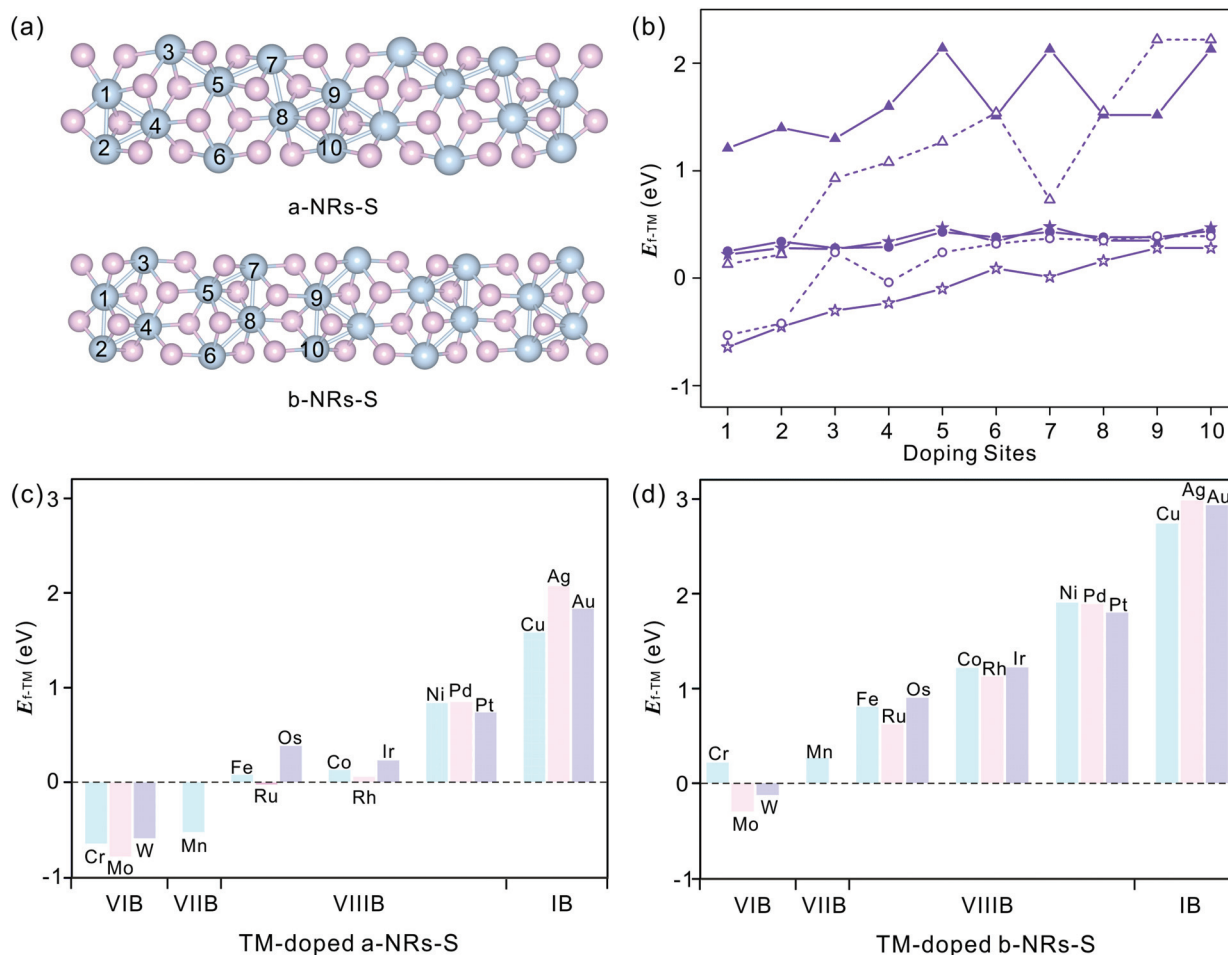 (a)
3
7
1
5
9
4
8
2
6
10
a-NRs-S
3
7
1
5
9
4
8
2
6
10
b-NRs-S
(b)
E_f-TM (eV)
2
1
0
-1
1 2 3 4 5 6 7 8 9 10
Doping Sites
(c)
E_f-TM (eV)
3
2
1
0
-1
Cr Mo W Mn Fe Ru Os Co Rh Ir Ni Pd Pt Cu Ag Au
VIB VIIB VIIIB IB
TM-doped a-NRs-S
(d)
E_f-TM (eV)
3
2
1
0
-1
Cr Mo W Mn Fe Ru Os Co Rh Ir Ni Pd Pt Cu Ag Au
VIB VIIB VIIIB IB
TM-doped b-NRs-S